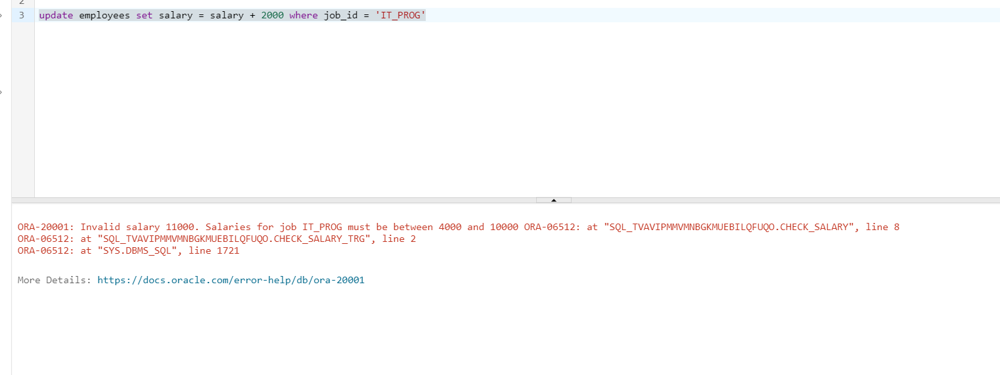 2
3 update employees set salary = salary + 2000 where job_id = 'IT_PROG'
ORA-20001: Invalid salary 11000. Salaries for job IT_PROG must be between 4000 and 10000 ORA-06512: at "SQL_TVAVIPMMVMNBGKMUEBILQFUQO.CHECK_SALARY", line 8
ORA-06512: at "SQL_TVAVIPMMVMNBGKMUEBILQFUQO.CHECK_SALARY_TRG", line 2
ORA-06512: at "SYS.DBMS_SQL", line 1721
More Details: https://docs.oracle.com/error-help/db/ora-20001